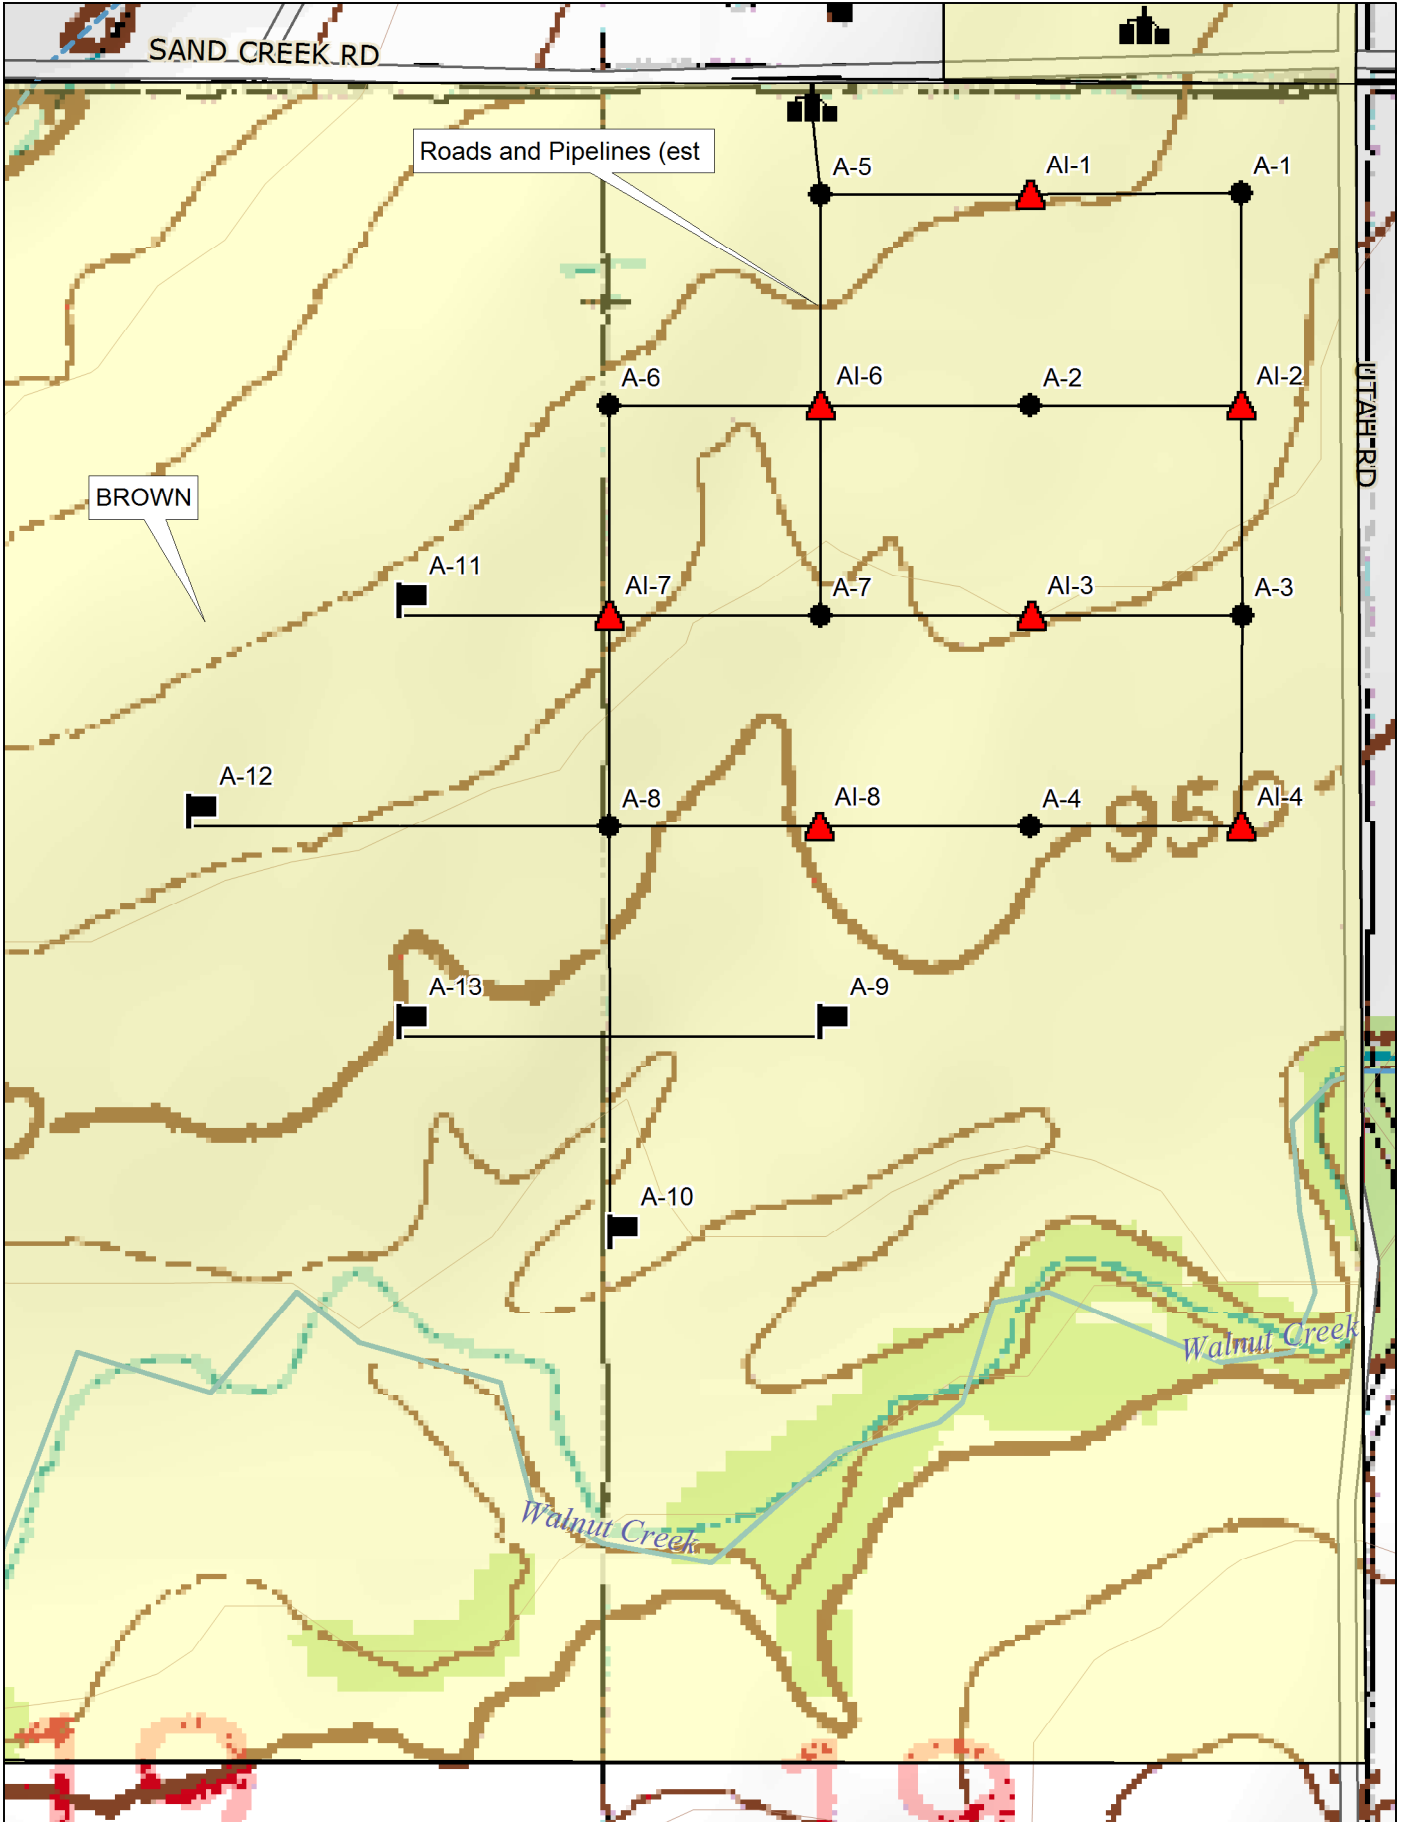 SAND CREEK RD
Roads and Pipelines (est
A-5
AI-1
A-1
A-6
AI-6
A-2
AI-2
UTAH RD
BROWN
A-11
AI-7
A-7
AI-3
A-3
A-12
A-8
AI-8
A-4
950
AI-4
A-13
A-9
A-10
Walnut Creek
Walnut Creek
19
19